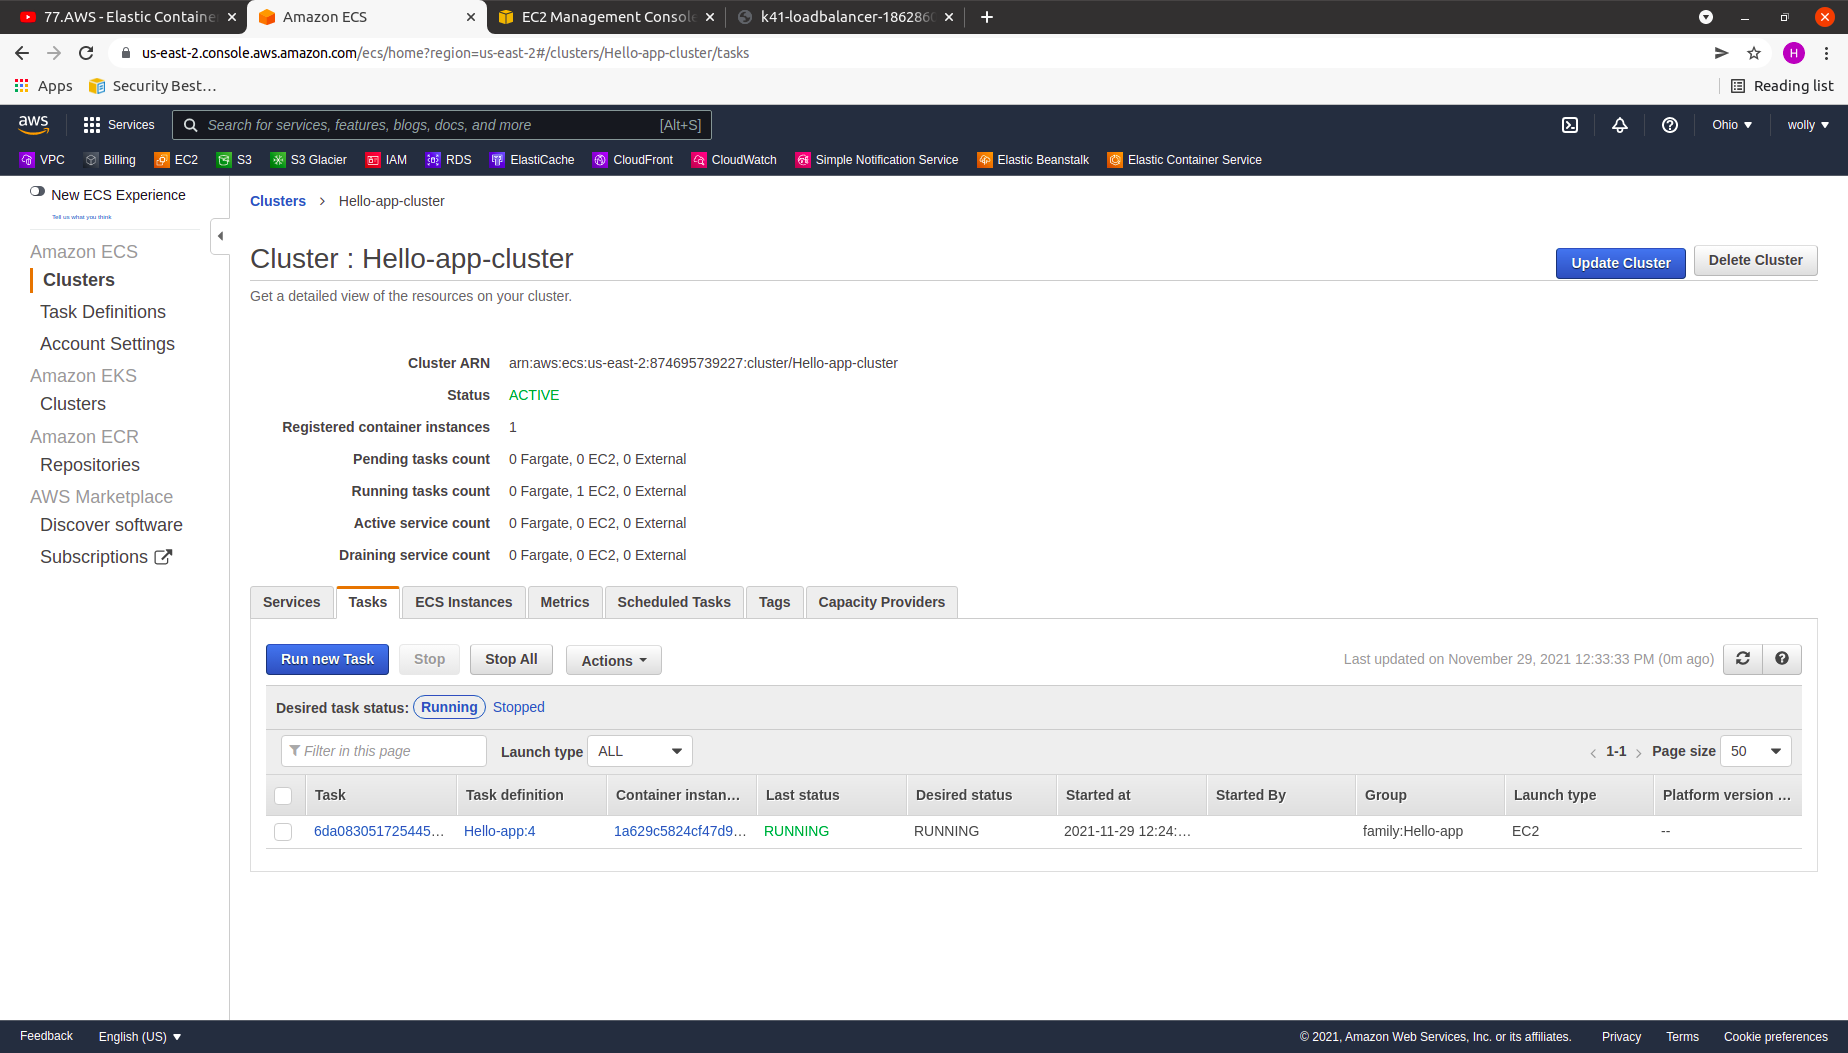 77.AWS - Elastic Container
Amazon ECS
EC2 Management Console
k41-loadbalancer-186286
us-east-2.console.aws.amazon.com/ecs/home?region=us-east-2#/clusters/Hello-app-cluster/tasks
H
Apps
Security Best…
Reading list
aws
Services
Search for services, features, blogs, docs, and more
[Alt+S]
Ohio
wolly
VPC
Billing
EC2
S3
S3 Glacier
IAM
RDS
ElastiCache
CloudFront
CloudWatch
Simple Notification Service
Elastic Beanstalk
Elastic Container Service
New ECS Experience
Tell us what you think
Amazon ECS
Clusters
Task Definitions
Account Settings
Amazon EKS
Clusters
Amazon ECR
Repositories
AWS Marketplace
Discover software
Subscriptions
Clusters > Hello-app-cluster
Cluster : Hello-app-cluster
Update Cluster
Delete Cluster
Get a detailed view of the resources on your cluster.
Cluster ARN arn:aws:ecs:us-east-2:874695739227:cluster/Hello-app-cluster
Status ACTIVE
Registered container instances 1
Pending tasks count 0 Fargate, 0 EC2, 0 External
Running tasks count 0 Fargate, 1 EC2, 0 External
Active service count 0 Fargate, 0 EC2, 0 External
Draining service count 0 Fargate, 0 EC2, 0 External
Services
Tasks
ECS Instances
Metrics
Scheduled Tasks
Tags
Capacity Providers
Run new Task
Stop
Stop All
Actions
Last updated on November 29, 2021 12:33:33 PM (0m ago)
Desired task status: Running Stopped
Filter in this page
Launch type ALL
< 1-1 > Page size 50
Task
Task definition
Container instan…
Last status
Desired status
Started at
Started By
Group
Launch type
Platform version …
6da083051725445…
Hello-app:4
1a629c5824cf47d9…
RUNNING
RUNNING
2021-11-29 12:24:…
family:Hello-app
EC2
--
Feedback
English (US)
© 2021, Amazon Web Services, Inc. or its affiliates.
Privacy
Terms
Cookie preferences